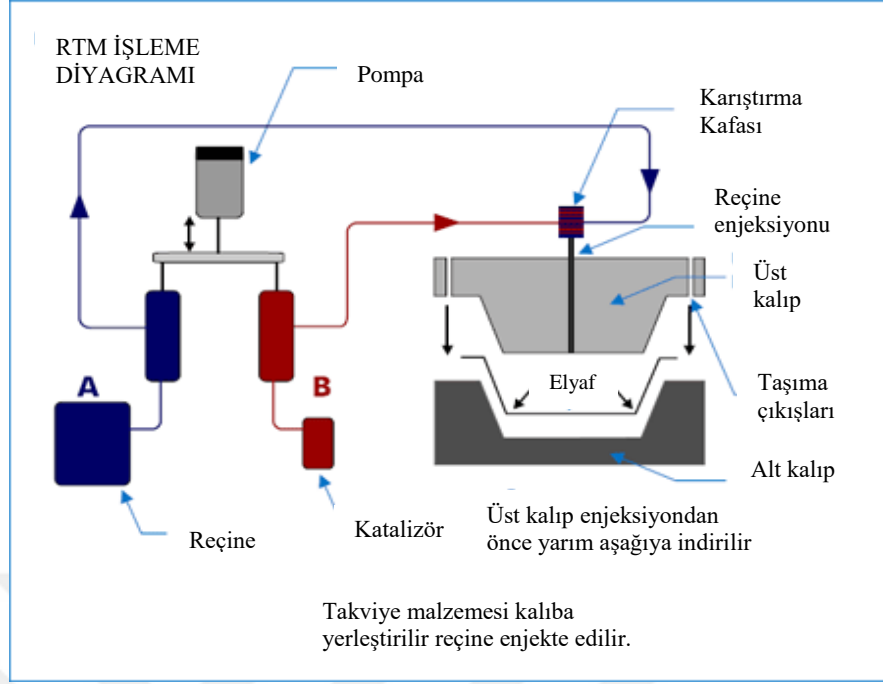 RTM İŞLEME
DİYAGRAMI
Pompa
Karıştırma
Kafası
Reçine
enjeksiyonu
Üst
kalıp
A
B
Elyaf
Taşıma
çıkışları
Alt kalıp
Reçine
Katalizör
Üst kalıp enjeksiyondan
önce yarım aşağıya indirilir
Takviye malzemesi kalıba
yerleştirilir reçine enjekte edilir.